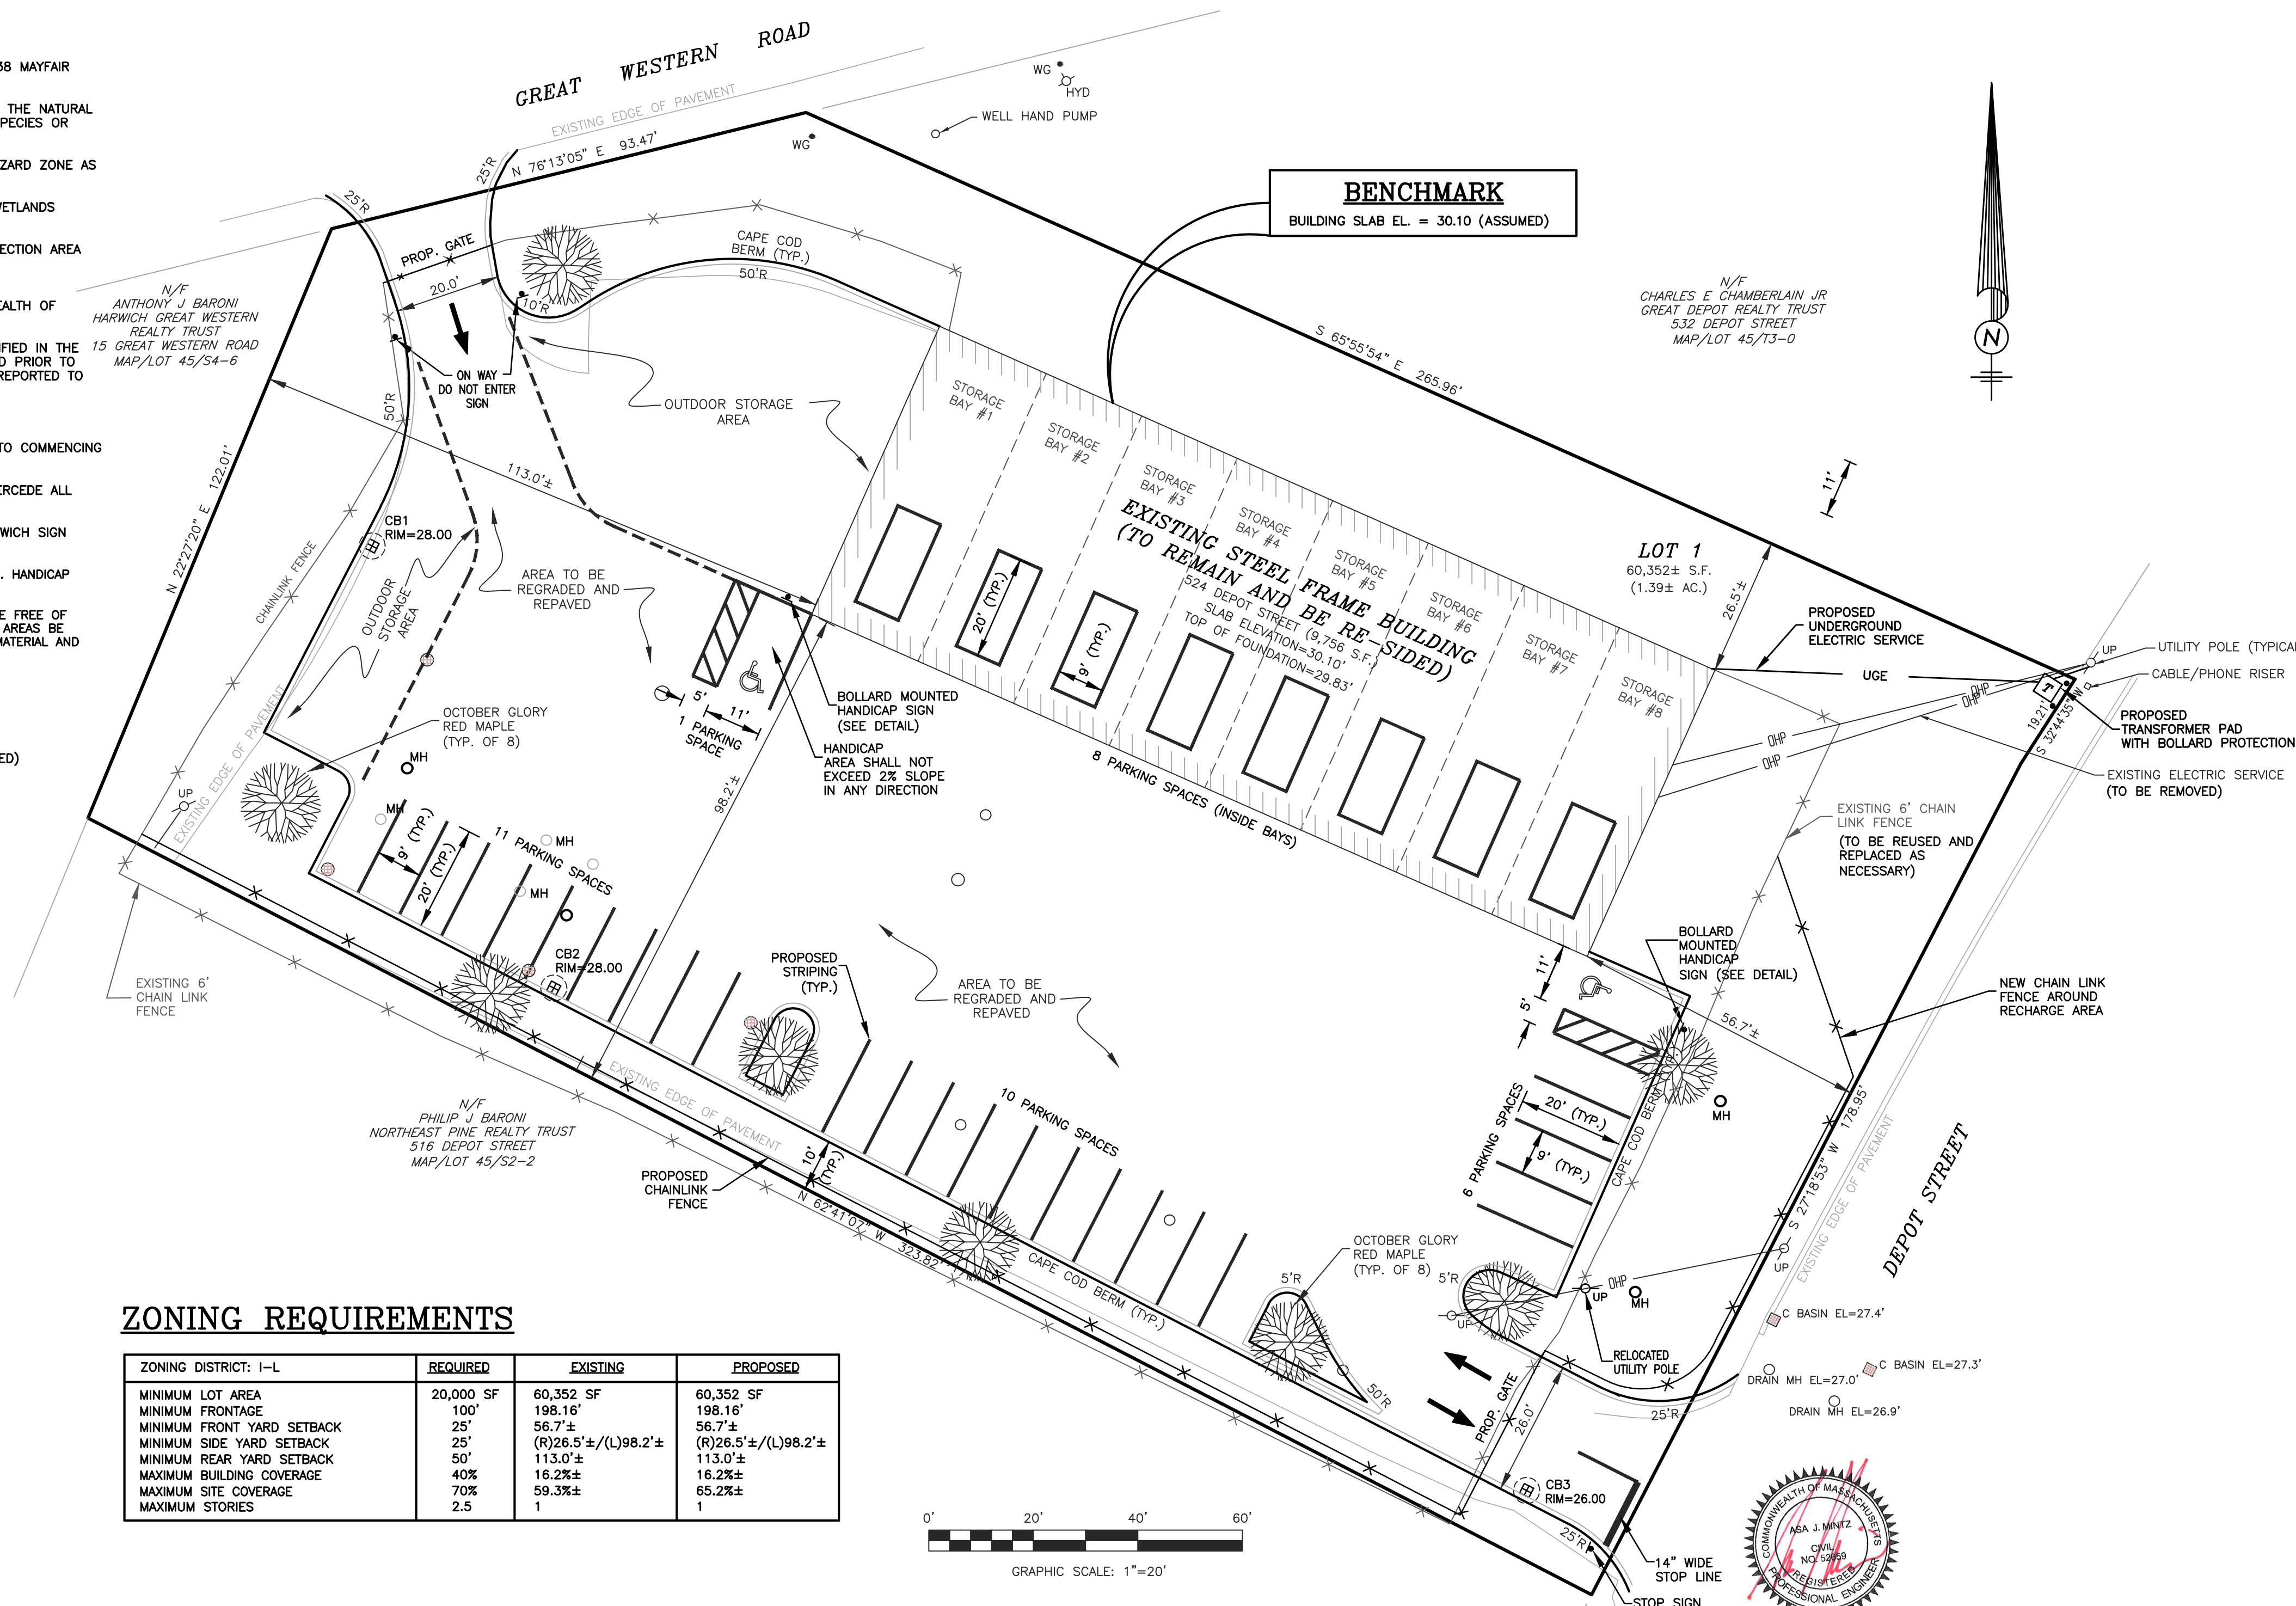 38 MAYFAIR
THE NATURAL
PECIES OR
ZARD ZONE AS
WETLANDS
ECTION AREA
EALTH OF
IFIED IN THE
D PRIOR TO
REPORTED TO
TO COMMENCING
ERCEDE ALL
WICH SIGN
. HANDICAP
E FREE OF
AREAS BE
MATERIAL AND
ED)
GREAT WESTERN ROAD
EXISTING EDGE OF PAVEMENT
N 76°13'05" E 93.47'
25'R
25'R
WG
WG
HYD
WELL HAND PUMP
BENCHMARK
BUILDING SLAB EL. = 30.10 (ASSUMED)
N/F
ANTHONY J BARONI
HARWICH GREAT WESTERN
REALTY TRUST
15 GREAT WESTERN ROAD
MAP/LOT 45/S4-6
N/F
CHARLES E CHAMBERLAIN JR
GREAT DEPOT REALTY TRUST
532 DEPOT STREET
MAP/LOT 45/T3-0
N
PROP. GATE
20.0'
10'R
CAPE COD
BERM (TYP.)
50'R
50'R
ON WAY
DO NOT ENTER
SIGN
OUTDOOR STORAGE
AREA
S 65°55'54" E 265.96'
11'
N 22°27'20" E 122.01'
113.0'±
CHAINLINK FENCE
CB1
RIM=28.00
OUTDOOR
STORAGE
AREA
AREA TO BE
REGRADED AND
REPAVED
STORAGE
BAY #1
STORAGE
BAY #2
STORAGE
BAY #3
STORAGE
BAY #4
STORAGE
BAY #5
STORAGE
BAY #6
STORAGE
BAY #7
STORAGE
BAY #8
EXISTING STEEL FRAME BUILDING
(TO REMAIN AND BE RE-SIDED)
524 DEPOT STREET (9,756 S.F.)
SLAB ELEVATION=30.10'
TOP OF FOUNDATION=29.83'
20' (TYP.)
9' (TYP.)
8 PARKING SPACES (INSIDE BAYS)
LOT 1
60,352± S.F.
(1.39± AC.)
26.5'±
PROPOSED
UNDERGROUND
ELECTRIC SERVICE
UGE
UP
UTILITY POLE (TYPICA
CABLE/PHONE RISER
T
19.21'
S 32°44'35" W
PROPOSED
TRANSFORMER PAD
WITH BOLLARD PROTECTION
OHP
OHP
OHP
OHP
EXISTING ELECTRIC SERVICE
(TO BE REMOVED)
EXISTING 6' CHAIN
LINK FENCE
(TO BE REUSED AND
REPLACED AS
NECESSARY)
5'
11'
1 PARKING
SPACE
BOLLARD MOUNTED
HANDICAP SIGN
(SEE DETAIL)
HANDICAP
AREA SHALL NOT
EXCEED 2% SLOPE
IN ANY DIRECTION
98.2'±
OCTOBER GLORY
RED MAPLE
(TYP. OF 8)
UP
EXISTING EDGE OF PAVEMENT
MH
MH
MH
MH
9' (TYP.)
20' (TYP.)
11 PARKING SPACES
CB2
RIM=28.00
EXISTING 6'
CHAIN LINK
FENCE
PROPOSED
STRIPING
(TYP.)
AREA TO BE
REGRADED AND
REPAVED
10 PARKING SPACES
N/F
PHILIP J BARONI
NORTHEAST PINE REALTY TRUST
516 DEPOT STREET
MAP/LOT 45/S2-2
EXISTING EDGE OF PAVEMENT
PROPOSED
CHAINLINK
FENCE
10'
(TYP.)
N 62°41'07" W 323.82'
CAPE COD BERM (TYP.)
BOLLARD
MOUNTED
HANDICAP
SIGN (SEE DETAIL)
11'
5'
56.7'±
NEW CHAIN LINK
FENCE AROUND
RECHARGE AREA
6 PARKING SPACES
20' (TYP.)
9' (TYP.)
CAPE COD BERM
MH
S 27°18'53" W 178.95'
EXISTING EDGE OF PAVEMENT
DEPOT STREET
OCTOBER GLORY
RED MAPLE
(TYP. OF 8)
5'R
5'R
50'R
UP
OHP
UP
UP
MH
RELOCATED
UTILITY POLE
C BASIN EL=27.4'
C BASIN EL=27.3'
DRAIN MH EL=27.0'
DRAIN MH EL=26.9'
25'R
PROP. GATE
26.0'
CB3
RIM=26.00
25'R
14" WIDE
STOP LINE
STOP SIGN
COMMONWEALTH OF MASSACHUSETTS
ASA J. MINTZ
CIVIL
REGISTERED
PROFESSIONAL ENGINEER
ZONING REQUIREMENTS
ZONING DISTRICT: I-L REQUIRED EXISTING PROPOSED
MINIMUM LOT AREA 20,000 SF 60,352 SF 60,352 SF
MINIMUM FRONTAGE 100' 198.16' 198.16'
MINIMUM FRONT YARD SETBACK 25' 56.7'± 56.7'±
MINIMUM SIDE YARD SETBACK 25' (R)26.5'±/(L)98.2'± (R)26.5'±/(L)98.2'±
MINIMUM REAR YARD SETBACK 50' 113.0'± 113.0'±
MAXIMUM BUILDING COVERAGE 40% 16.2%± 16.2%±
MAXIMUM SITE COVERAGE 70% 59.3%± 65.2%±
MAXIMUM STORIES 2.5 1 1
0' 20' 40' 60'
GRAPHIC SCALE: 1"=20'